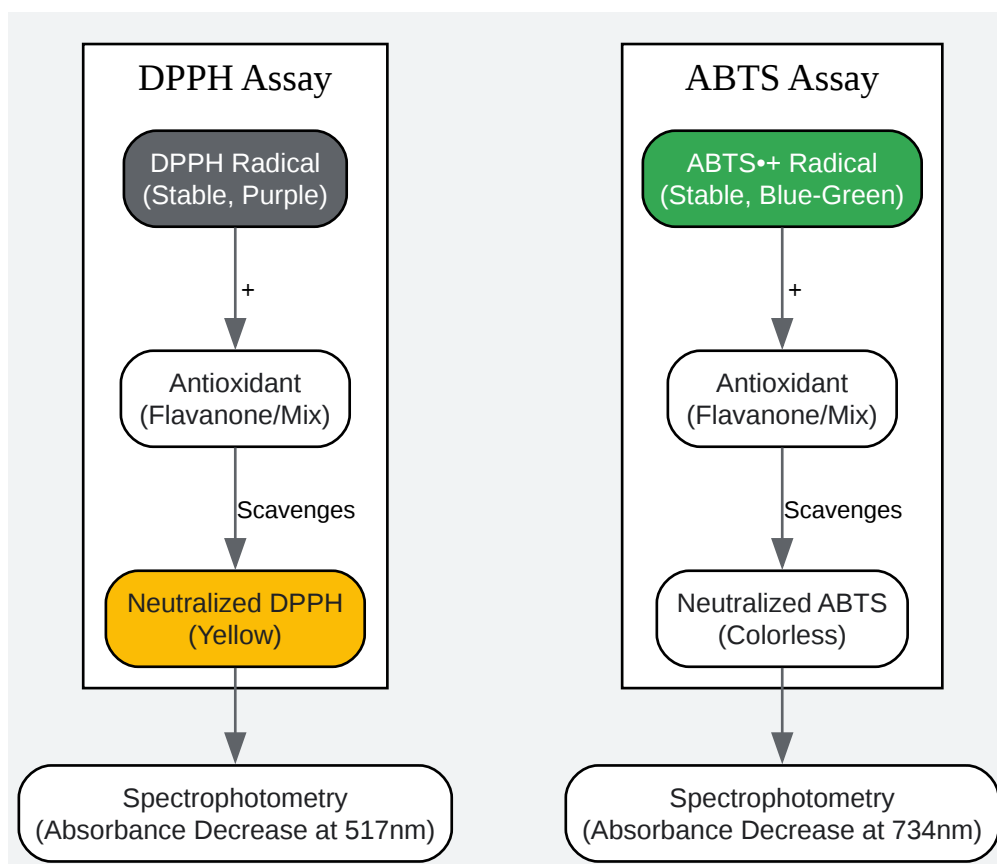 DPPH Assay
DPPH Radical
(Stable, Purple)
+
Antioxidant
(Flavanone/Mix)
Scavenges
Neutralized DPPH
(Yellow)
Spectrophotometry
(Absorbance Decrease at 517nm)
ABTS Assay
ABTS•+ Radical
(Stable, Blue-Green)
+
Antioxidant
(Flavanone/Mix)
Scavenges
Neutralized ABTS
(Colorless)
Spectrophotometry
(Absorbance Decrease at 734nm)